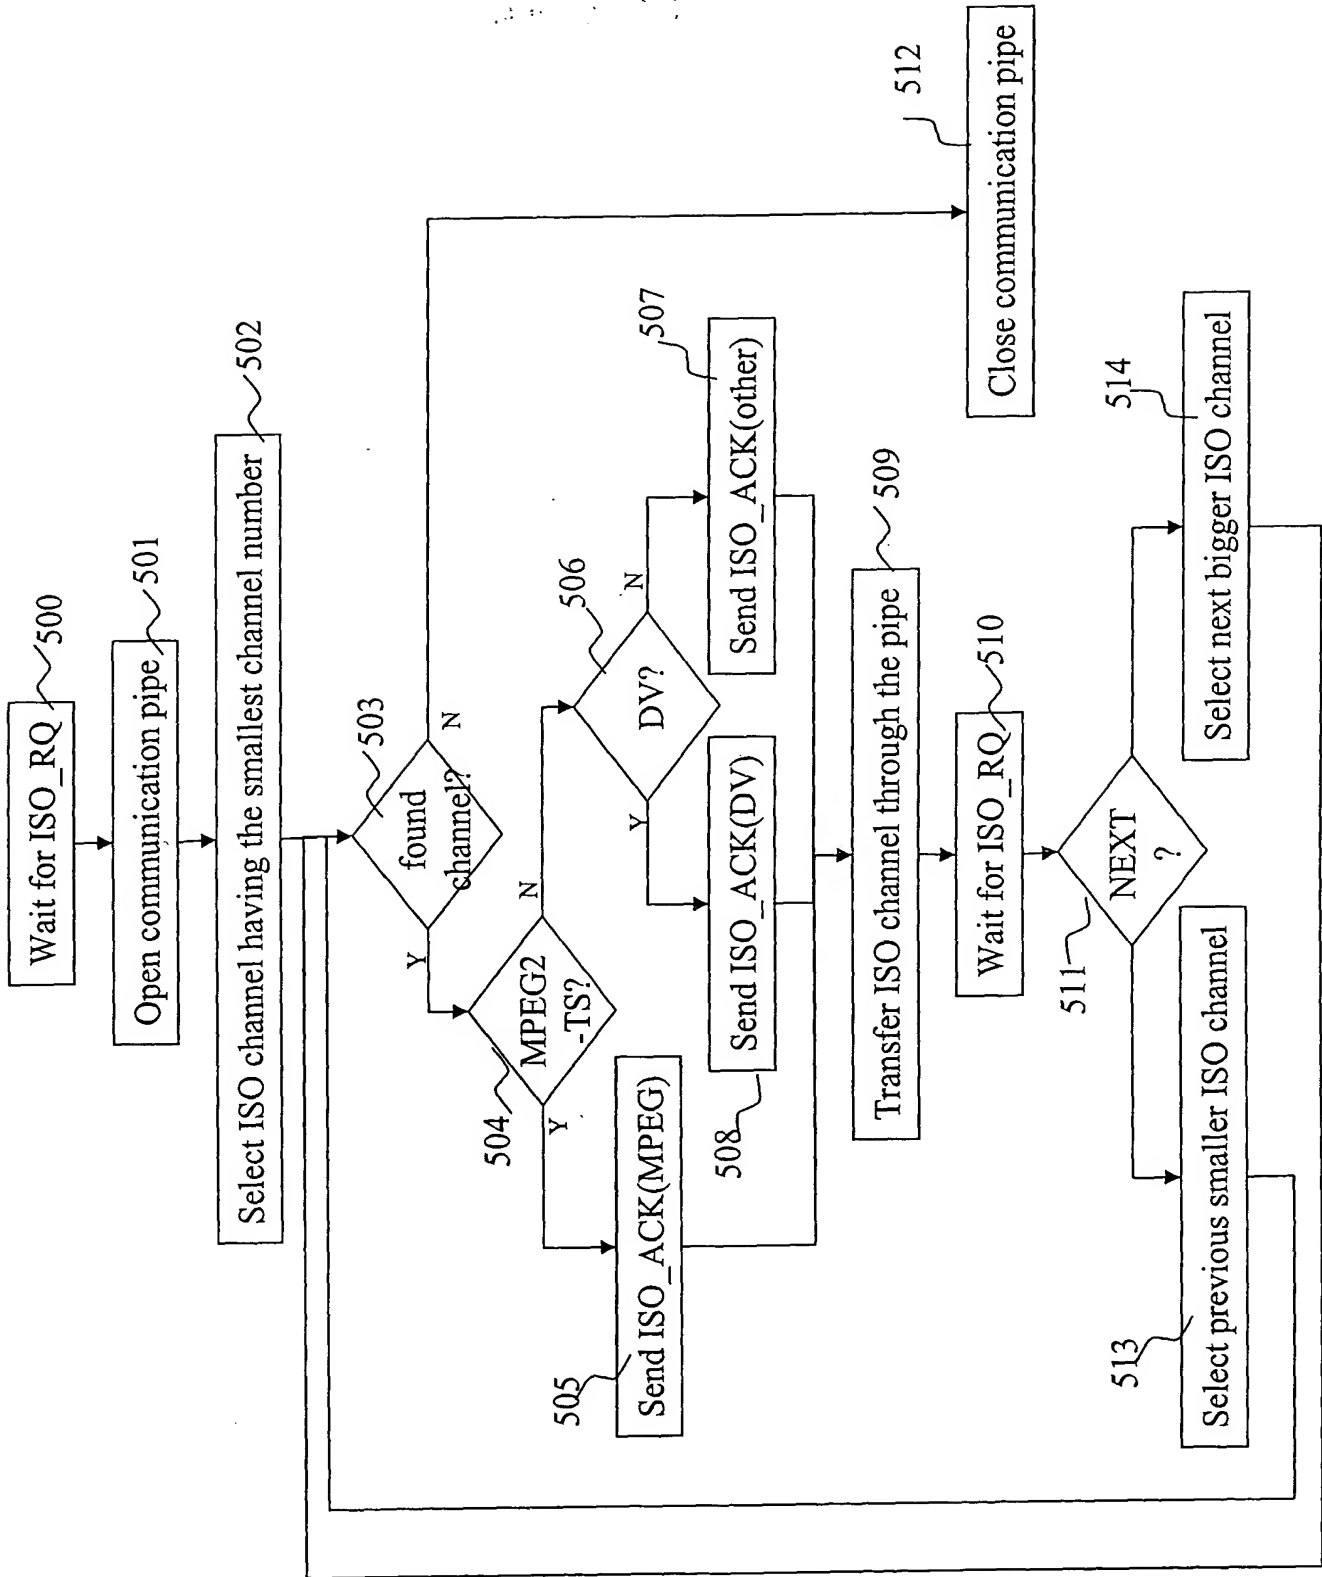 Wait for ISO_RQ
500
Open communication pipe
501
Select ISO channel having the smallest channel number
502
found
channel?
503
Y
N
MPEG2
-TS?
504
Y
N
DV?
506
Y
N
Send ISO_ACK(MPEG)
505
Send ISO_ACK(DV)
508
Send ISO_ACK(other)
507
Transfer ISO channel through the pipe
509
Wait for ISO_RQ
510
NEXT
?
511
Select previous smaller ISO channel
513
Select next bigger ISO channel
514
Close communication pipe
512